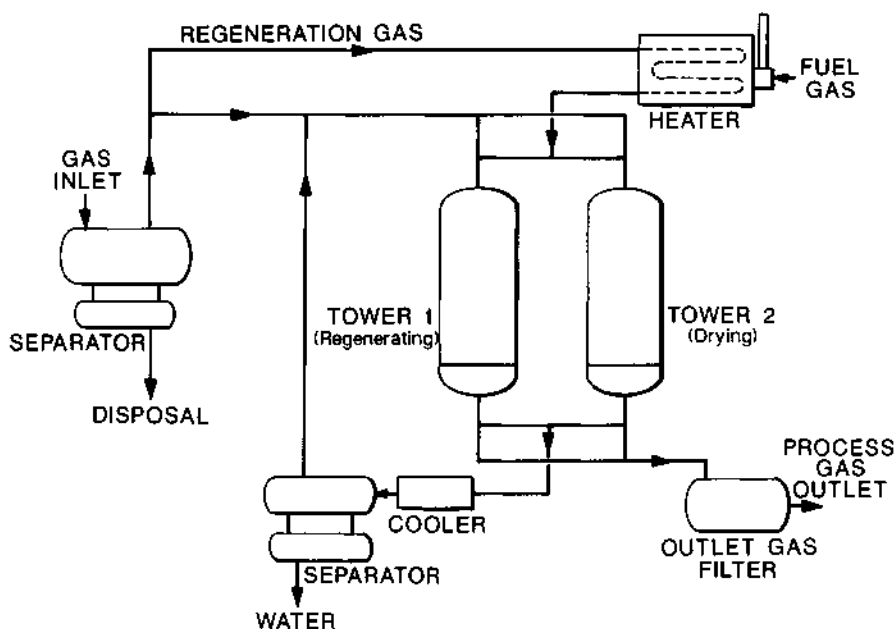 REGENERATION GAS
FUEL
GAS
HEATER
GAS
INLET
SEPARATOR
DISPOSAL
TOWER 1
(Regenerating)
TOWER 2
(Drying)
PROCESS
GAS
OUTLET
COOLER
OUTLET GAS
FILTER
SEPARATOR
WATER